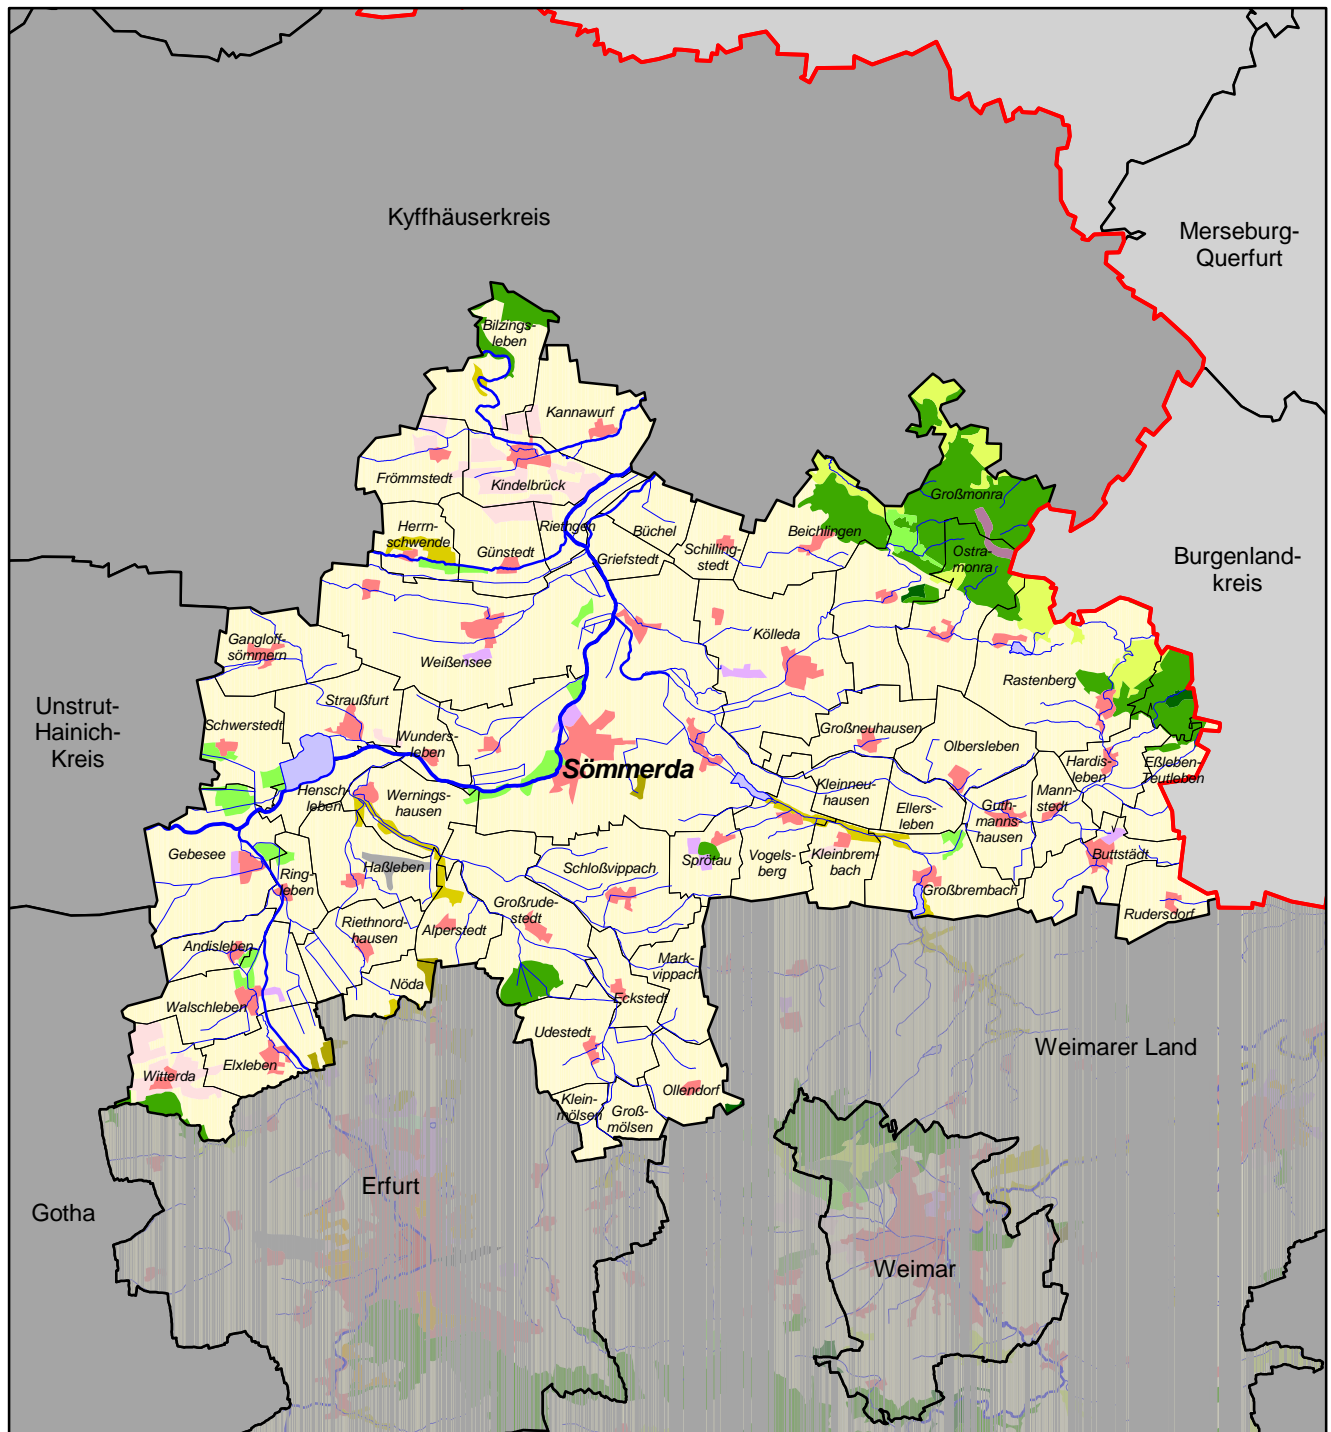 Kyffhäuserkreis
Merseburg-
Querfurt
Bilzings-
leben
Kannawurf
Frömmstedt
Kindelbrück
Großmonra
Herrn-
schwende
Günstedt
Riethgen
Büchel
Griefstedt
Schilling-
stedt
Beichlingen
Ostra-
monra
Burgenland-
kreis
Gangloff-
sömmern
Weißensee
Kölleda
Rastenberg
Unstrut-
Hainich-
Kreis
Schwerstedt
Straußfurt
Wunders-
leben
Sömmerda
Großneuhausen
Olbersleben
Hardis-
leben
Eßleben-
Teutleben
Hensch-
leben
Wernings-
hausen
Kleinneu-
hausen
Ellers-
leben
Guth-
manns-
hausen
Mann-
stedt
Gebesee
Ring-
leben
Haßleben
Schloßvippach
Sprötau
Vogels-
berg
Kleinbrem-
bach
Großbrembach
Buttstädt
Rudersdorf
Andisleben
Riethnord-
hausen
Alperstedt
Großrude-
stedt
Mark-
vippach
Walschleben
Nöda
Eckstedt
Udestedt
Witterda
Elxleben
Klein-
mölsen
Groß-
mölsen
Ollendorf
Weimarer Land
Gotha
Erfurt
Weimar